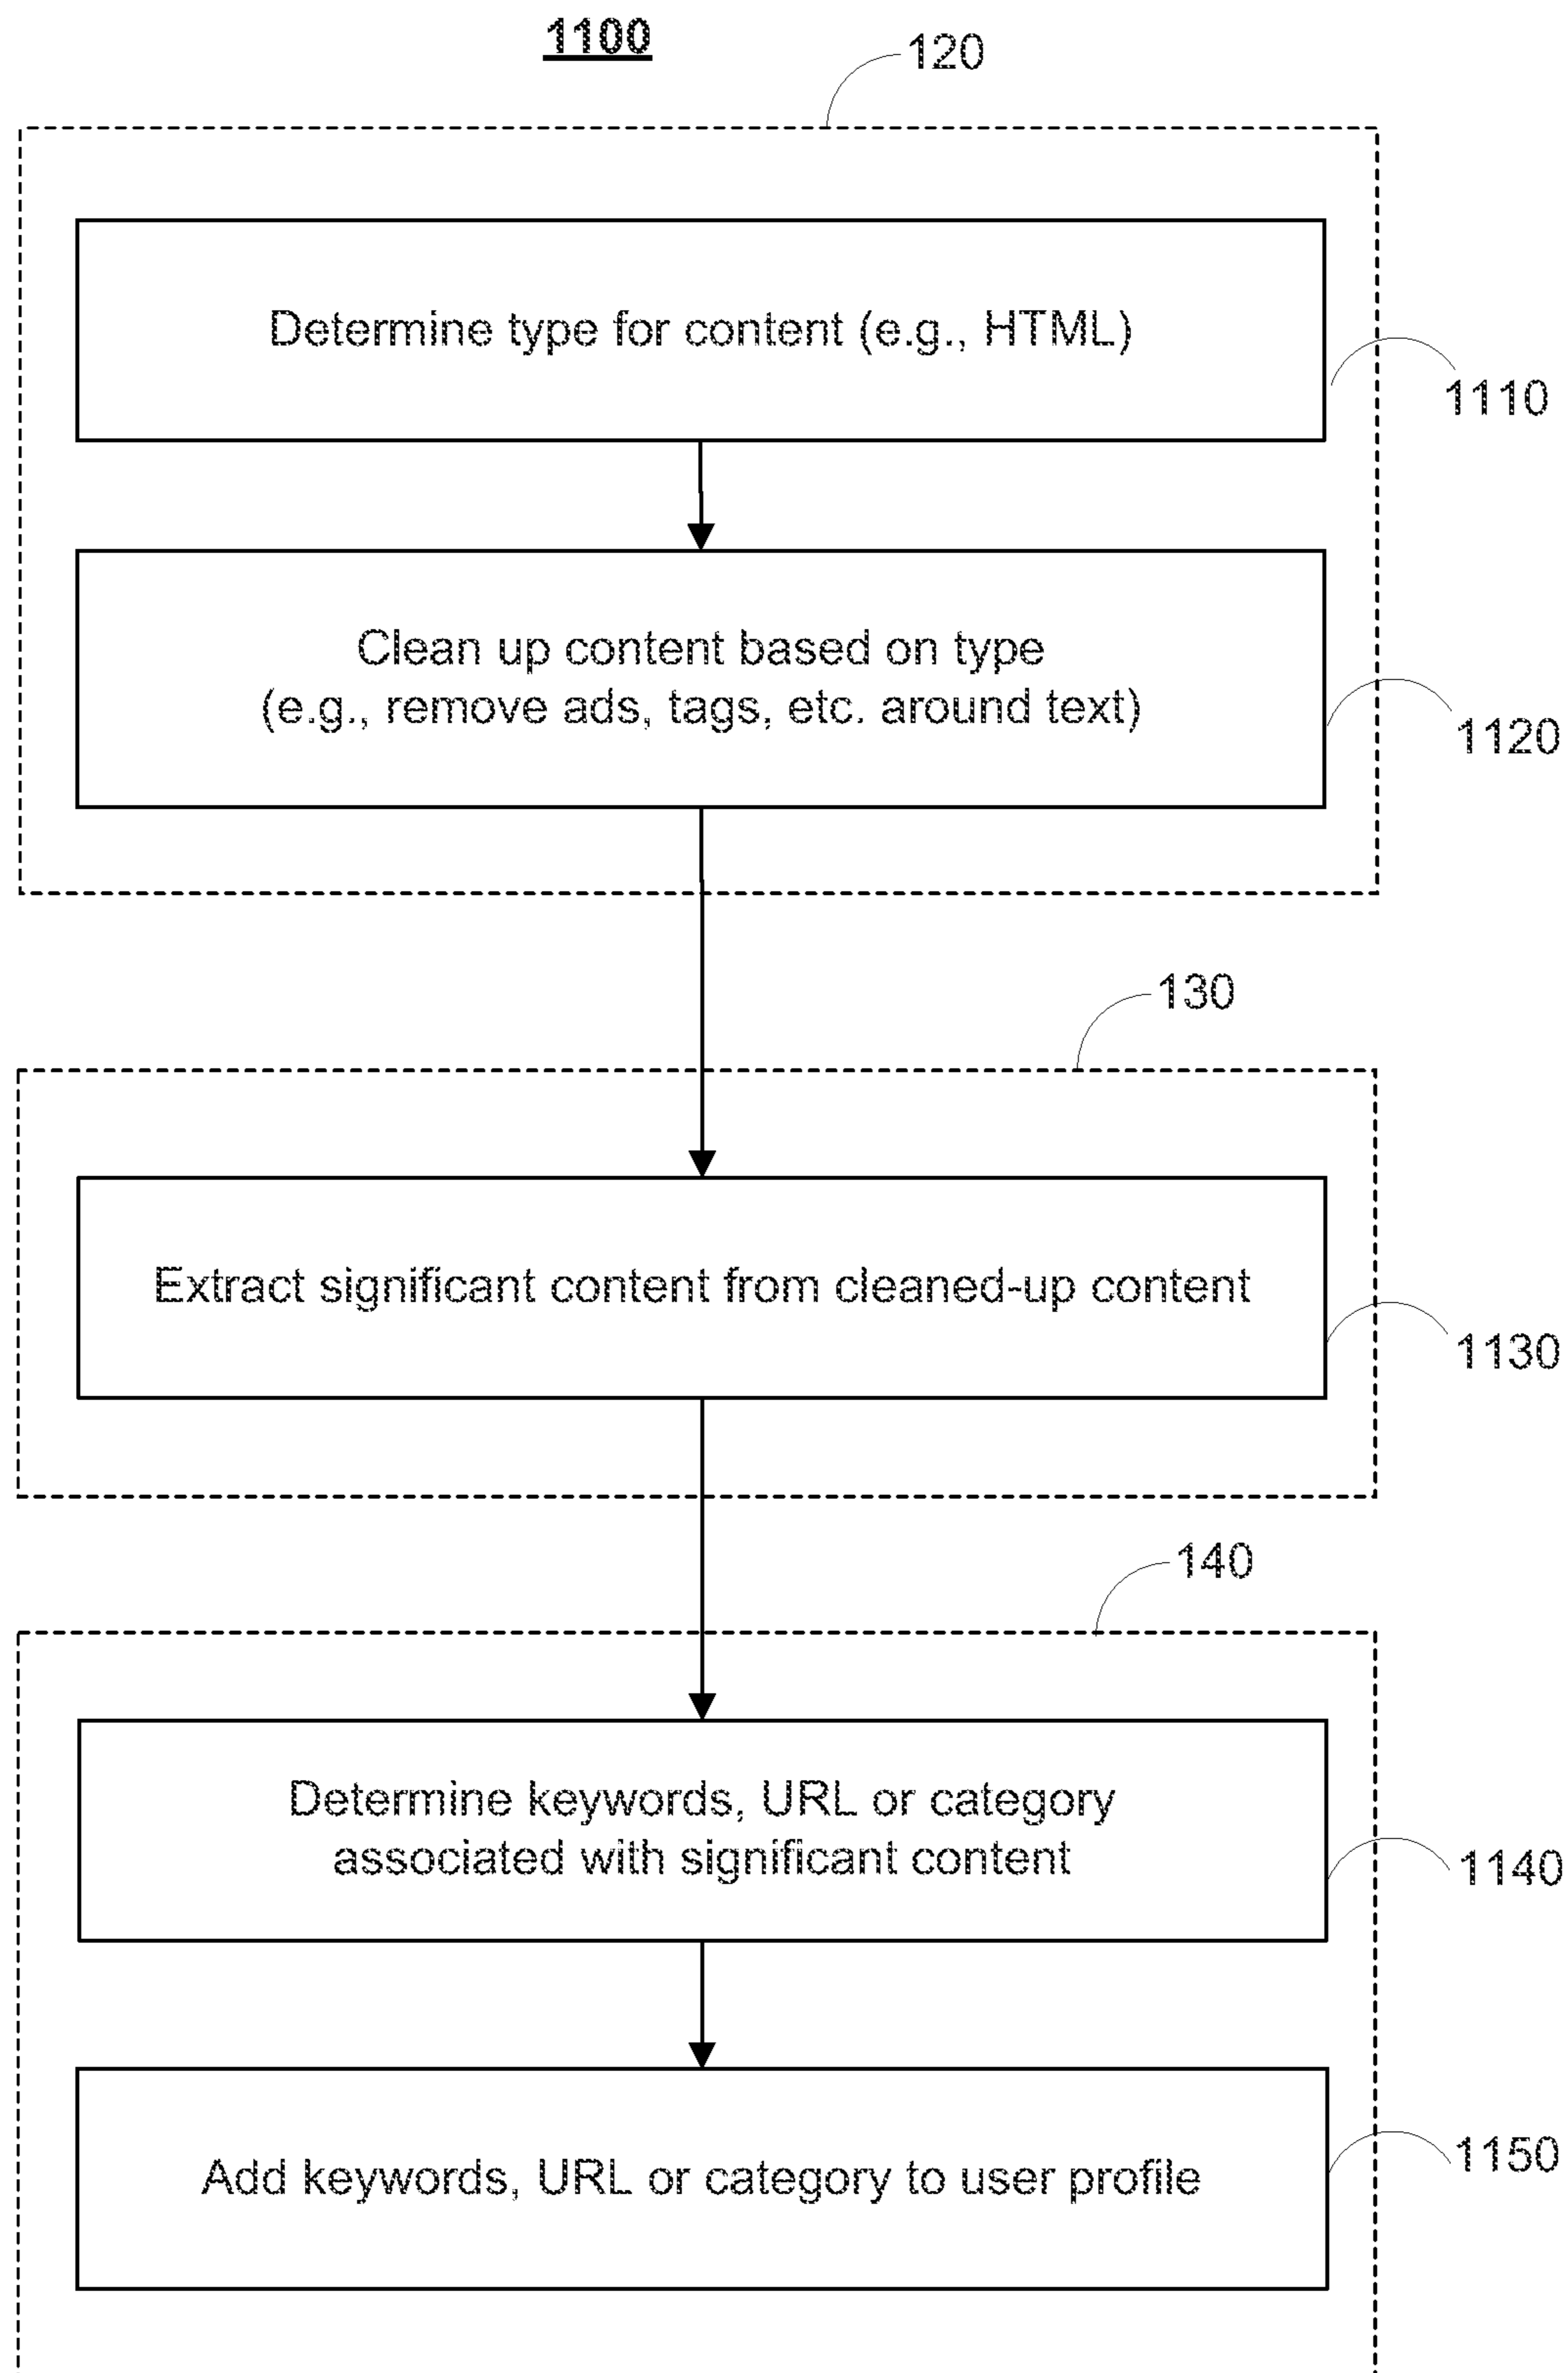 1100
120
Determine type for content (e.g., HTML)
1110
Clean up content based on type
(e.g., remove ads, tags, etc. around text)
1120
130
Extract significant content from cleaned-up content
1130
140
Determine keywords, URL or category
associated with significant content
1140
Add keywords, URL or category to user profile
1150